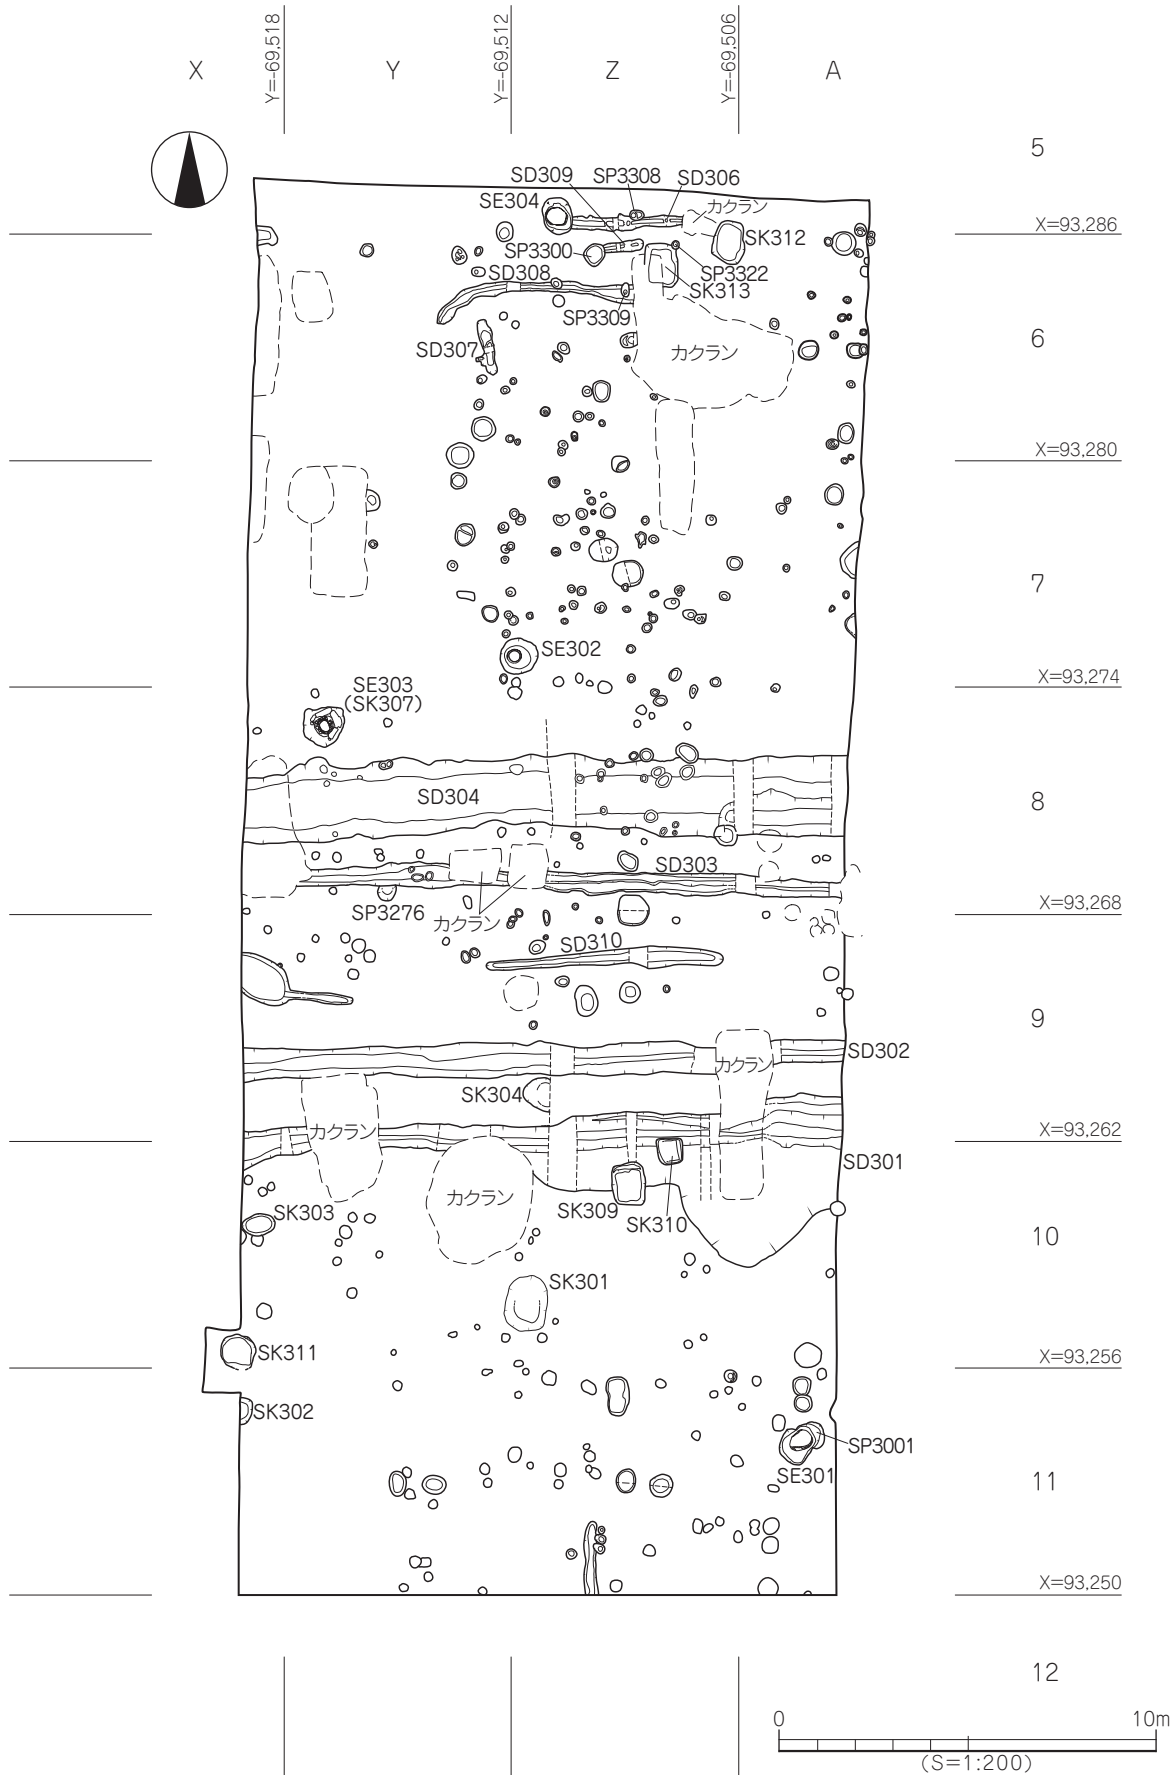 X
Y=-69,518
Y
Y=-69,512
Z
Y=-69,506
A
5
SD309
SP3308
SD306
SE304
カクラン
X=93,286
SK312
SP3300
SP3322
SD308
SK313
SP3309
SD307
カクラン
6
X=93,280
7
SE302
X=93,274
SE303
(SK307)
SD304
8
SD303
SP3276
カクラン
X=93,268
SD310
9
SD302
カクラン
SK304
カクラン
X=93,262
SD301
カクラン
SK309
SK310
SK303
10
SK301
SK311
X=93,256
SK302
SP3001
SE301
11
X=93,250
12
0
10m
(S=1:200)